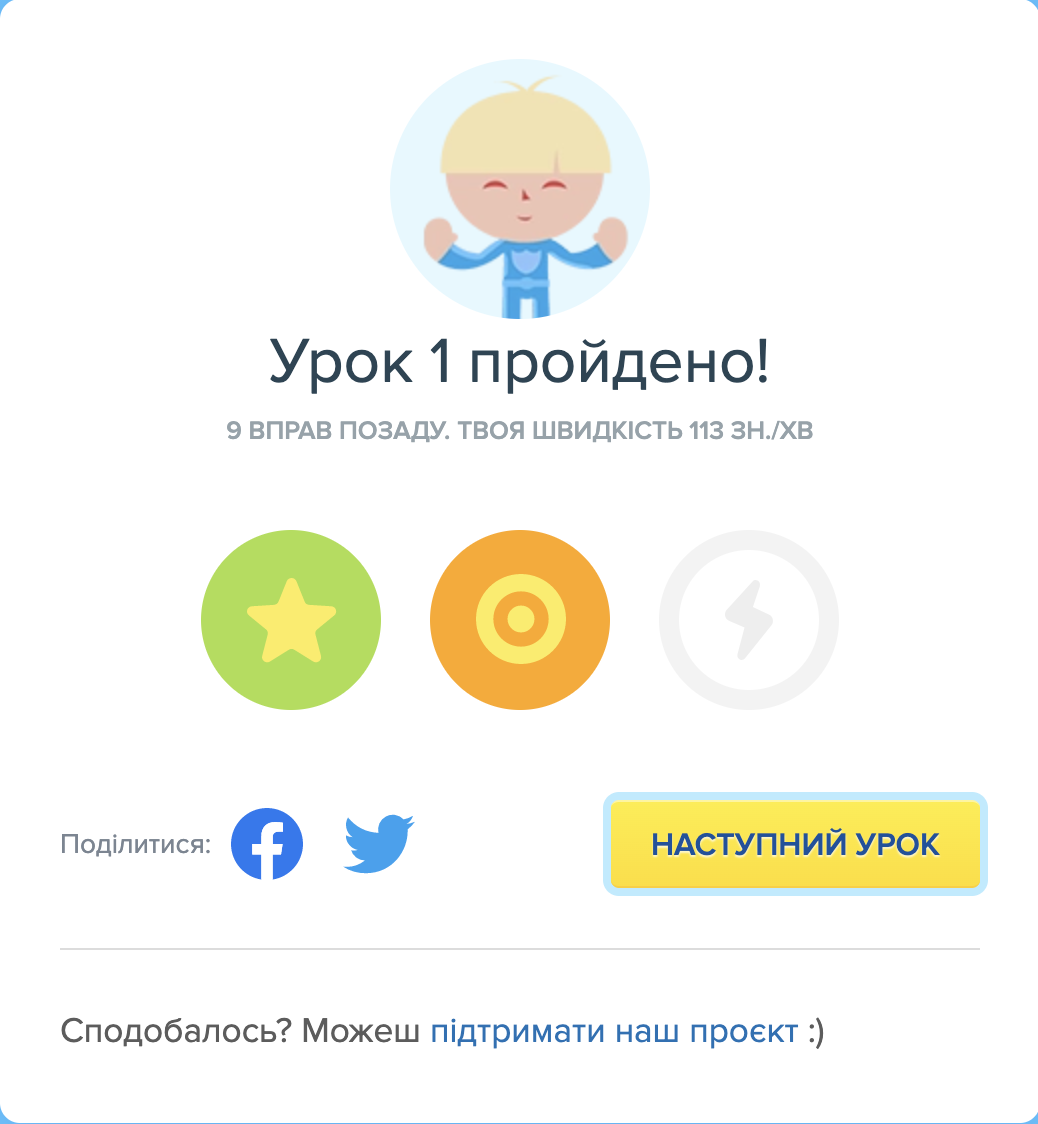 Урок 1 пройдено!
9 ВПРАВ ПОЗАДУ. ТВОЯ ШВИДКІСТЬ 113 ЗН./ХВ
Поділитися:
НАСТУПНИЙ УРОК
Сподобалось? Можеш підтримати наш проєкт :)